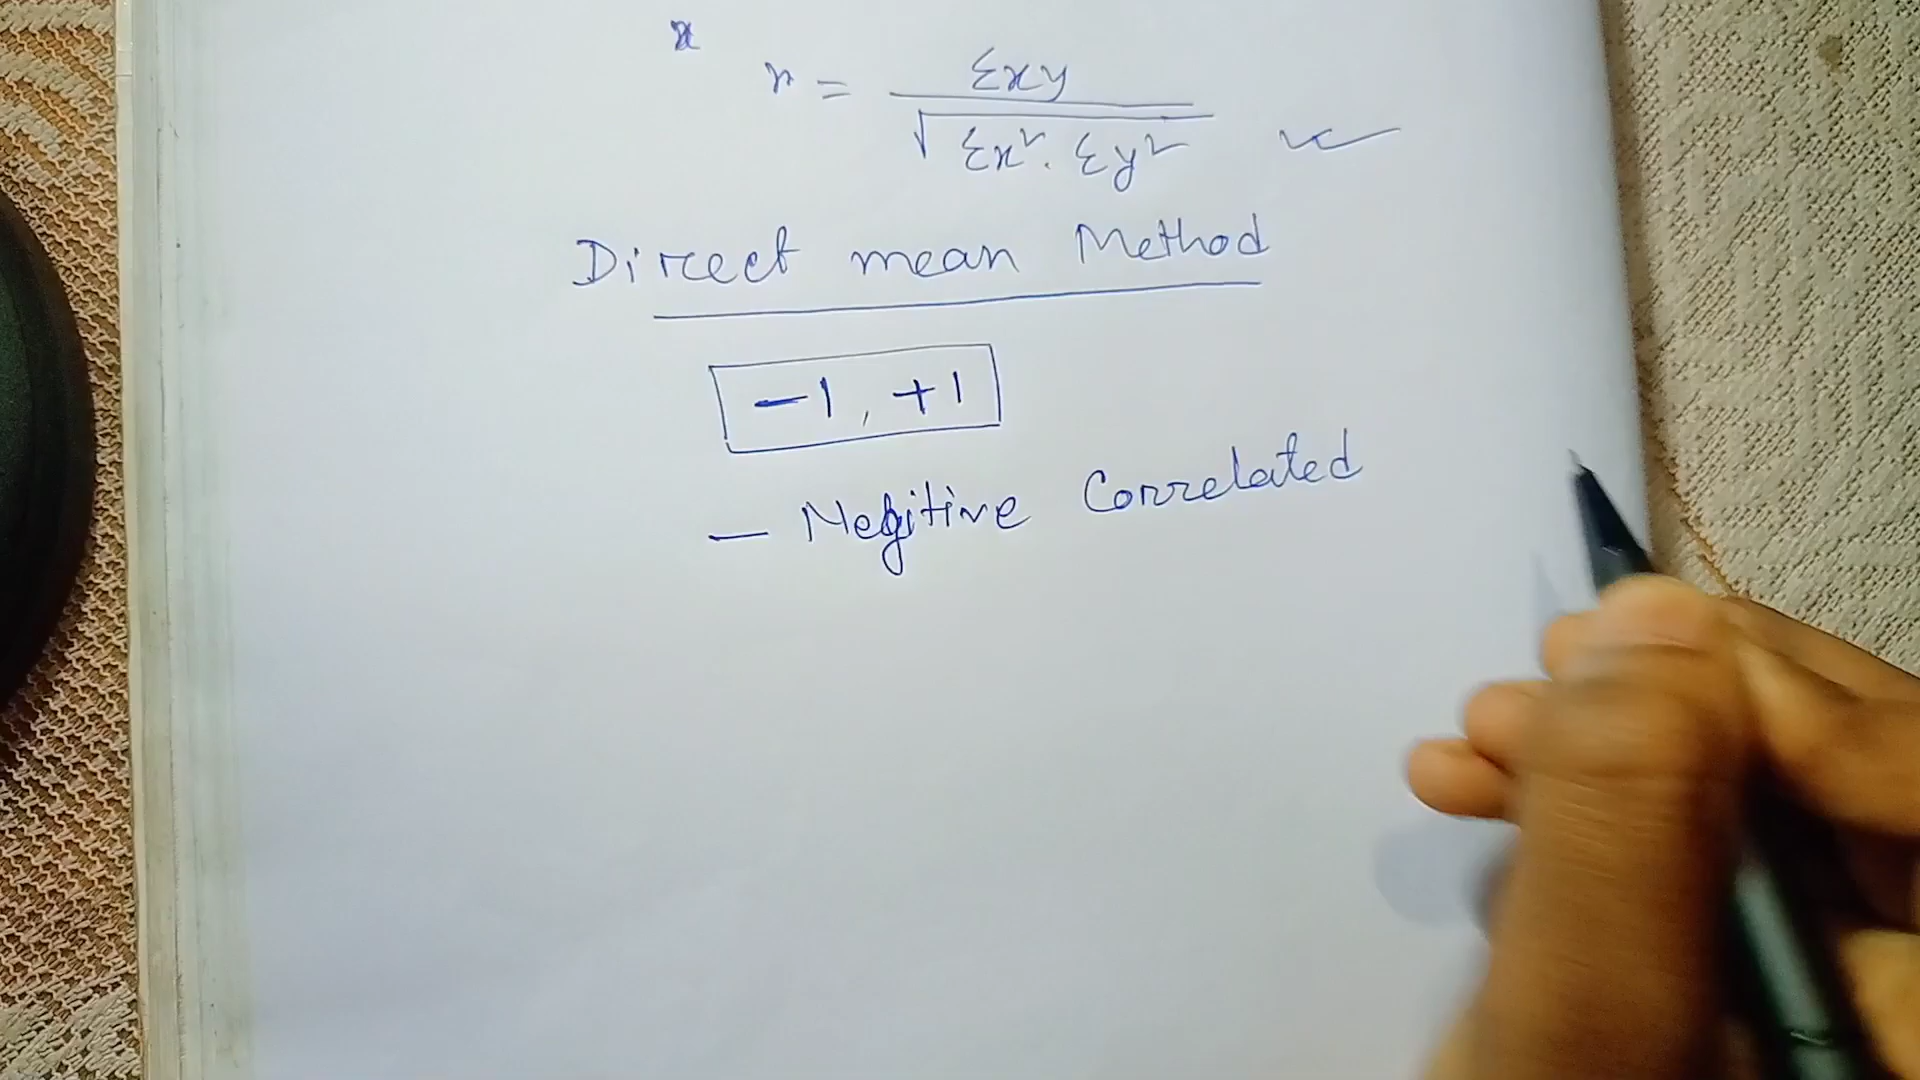 x
r = Σxy / √Σx². Σy²
Direct mean Method
-1, +1
- Negitive Correlated